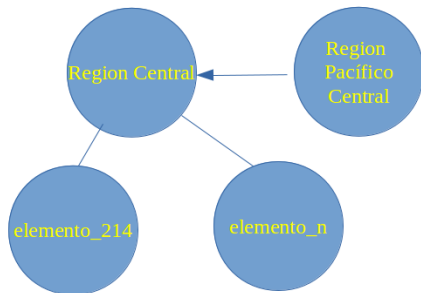 Region Central
Region
Pacífico
Central
elemento_214
elemento_n